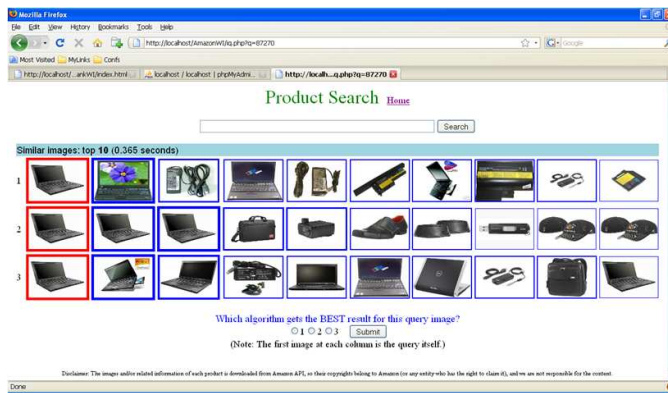 Mozilla Firefox
File Edit View History Bookmarks Tools Help
http://localhost/AmazonWI/iq.php?q=87270
Google
Most Visited MyLinks Confs
http://localhost/...ankWI/index.html localhost / localhost | phpMyAdmi... http://localh...q.php?q=87270
Product Search Home
Search
Similar images: top 10 (0.365 seconds)
1
2
3
Which algorithm gets the BEST result for this query image?
1 2 3 Submit
(Note: The first image at each column is the query itself.)
Disclaimer: The images and/or related information of each product is downloaded from Amazon API, so their copyrights belong to Amazon (or any entity who has the right to claim it), and we are not responsible for the content.
Done